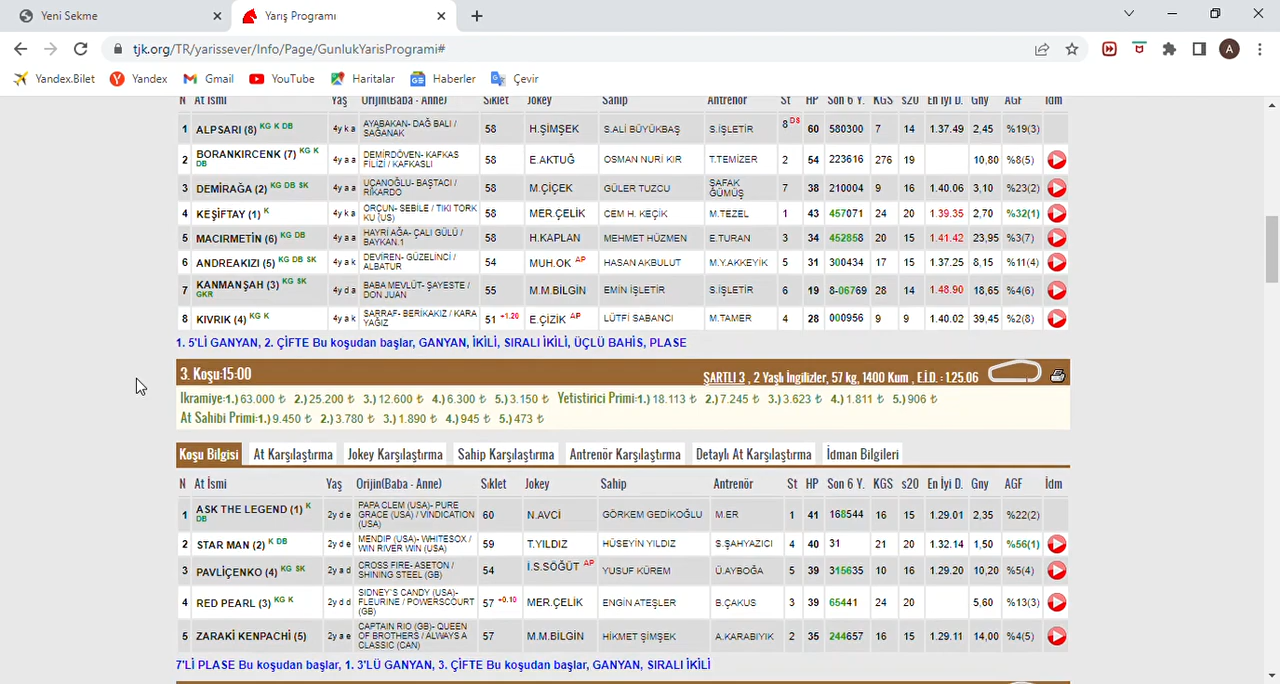 Yeni Sekme
Yarış Programı
tjk.org/TR/yarissever/Info/Page/GunlukYarisProgrami#
A
Yandex.Bilet Yandex Gmail YouTube Haritalar Haberler Çevir
N At İsmi Yaş Orijin(Baba - Anne) Sıklet Jokey Sahip Antrenör St HP Son 6 Y. KGS s20 En İyi D. Gny AGF İdm
1 ALPSARI (8) KG K DB 4y k a AYABAKAN- DAĞ BALI / SAĞANAK 58 H.ŞİMŞEK S.ALİ BÜYÜKBAŞ S.İŞLETİR 8 DS 60 580300 7 14 1.37.49 2,45 %19(3)
2 BORANKIRCENK (7) KG K DB 4y a a DEMİRDÖVEN- KAFKAS FİLİZİ / KAFKASLI 58 E.AKTUĞ OSMAN NURİ KIR T.TEMİZER 2 54 223616 276 19 10,80 %8(5)
3 DEMİRAĞA (2) KG DB SK 4y a a UÇANOĞLU- BAŞTACI / RİKARDO 58 M.ÇİÇEK GÜLER TUZCU ŞAFAK GÜMÜŞ 7 38 210004 9 16 1.40.06 3,10 %23(2)
4 KEŞİFTAY (1) K 4y k a ORÇUN- SEBİLE / TIKI TORK KU (US) 58 MER.ÇELİK CEM H. KEÇİK M.TEZEL 1 43 457071 24 20 1.39.35 2,70 %32(1)
5 MACIRMETİN (6) KG DB 4y a a HAYRİ AĞA- ÇALI GÜLÜ / BAYKAN.1 58 H.KAPLAN MEHMET HÜZMEN E.TURAN 3 34 452858 20 15 1.41.42 23,95 %3(7)
6 ANDREAKIZI (5) KG DB SK 4y a k DEVİREN- GÜZELİNCİ / ALBATUR 54 MUH.OK AP HASAN AKBULUT M.Y.AKKEYİK 5 31 300434 17 15 1.37.25 8,15 %11(4)
7 KANMANŞAH (3) KG SK GKR 4y d a BABA MEVLÜT- ŞAYESTE / DON JUAN 55 M.M.BİLGİN EMİN İŞLETİR S.İŞLETİR 6 19 8-06769 28 14 1.48.90 18,65 %4(6)
8 KIVRIK (4) KG K 4y a k SARRAF- BERİKAKIZ / KARA YAĞIZ 51 +1.20 E.ÇİZİK AP LÜTFİ SABANCI M.TAMER 4 28 000956 9 9 1.40.02 39,45 %2(8)
1. 5'Lİ GANYAN, 2. ÇİFTE Bu koşudan başlar, GANYAN, İKİLİ, SIRALI İKİLİ, ÜÇLÜ BAHİS, PLASE
3. Koşu:15:00 ŞARTLI 3 , 2 Yaşlı İngilizler, 57 kg, 1400 Kum , E.İ.D. : 1.25.06
Ikramiye:1.) 63.000 ₺ 2.) 25.200 ₺ 3.) 12.600 ₺ 4.) 6.300 ₺ 5.) 3.150 ₺ Yetistirici Primi:1.) 18.113 ₺ 2.) 7.245 ₺ 3.) 3.623 ₺ 4.) 1.811 ₺ 5.) 906 ₺
At Sahibi Primi:1.) 9.450 ₺ 2.) 3.780 ₺ 3.) 1.890 ₺ 4.) 945 ₺ 5.) 473 ₺
Koşu Bilgisi At Karşılaştırma Jokey Karşılaştırma Sahip Karşılaştırma Antrenör Karşılaştırma Detaylı At Karşılaştırma İdman Bilgileri
N At İsmi Yaş Orijin(Baba - Anne) Sıklet Jokey Sahip Antrenör St HP Son 6 Y. KGS s20 En İyi D. Gny AGF İdm
1 ASK THE LEGEND (1) K DB 2y d e PAPA CLEM (USA)- PURE GRACE (USA) / VINDICATION (USA) 60 N.AVCİ GÖRKEM GEDİKOĞLU M.ER 1 41 168544 16 15 1.29.01 2,35 %22(2)
2 STAR MAN (2) K DB 2y d e MENDIP (USA)- WHITESOX / WIN RIVER WIN (USA) 59 T.YILDIZ HÜSEYİN YILDIZ S.ŞAHYAZICI 4 40 31 21 20 1.32.14 1,50 %56(1)
3 PAVLİÇENKO (4) KG SK 2y a d CROSS FIRE- ASETON / SHINING STEEL (GB) 54 İ.S.SÖĞÜT AP YUSUF KÜREM Ü.AYBOĞA 5 39 315635 10 16 1.29.20 10,20 %5(4)
4 RED PEARL (3) KG K 2y d d SIDNEY'S CANDY (USA)- FLEURINE / POWERSCOURT (GB) 57 +0.10 MER.ÇELİK ENGİN ATEŞLER B.ÇAKUS 3 39 65441 24 20 5,60 %13(3)
5 ZARAKİ KENPACHİ (5) 2y a e CAPTAIN RIO (GB)- QUEEN OF BROTHERS / ALWAYS A CLASSIC (CAN) 57 M.M.BİLGİN HİKMET ŞİMŞEK A.KARABIYIK 2 35 244657 16 15 1.29.11 14,00 %4(5)
7'Lİ PLASE Bu koşudan başlar, 1. 3'LÜ GANYAN, 3. ÇİFTE Bu koşudan başlar, GANYAN, SIRALI İKİLİ